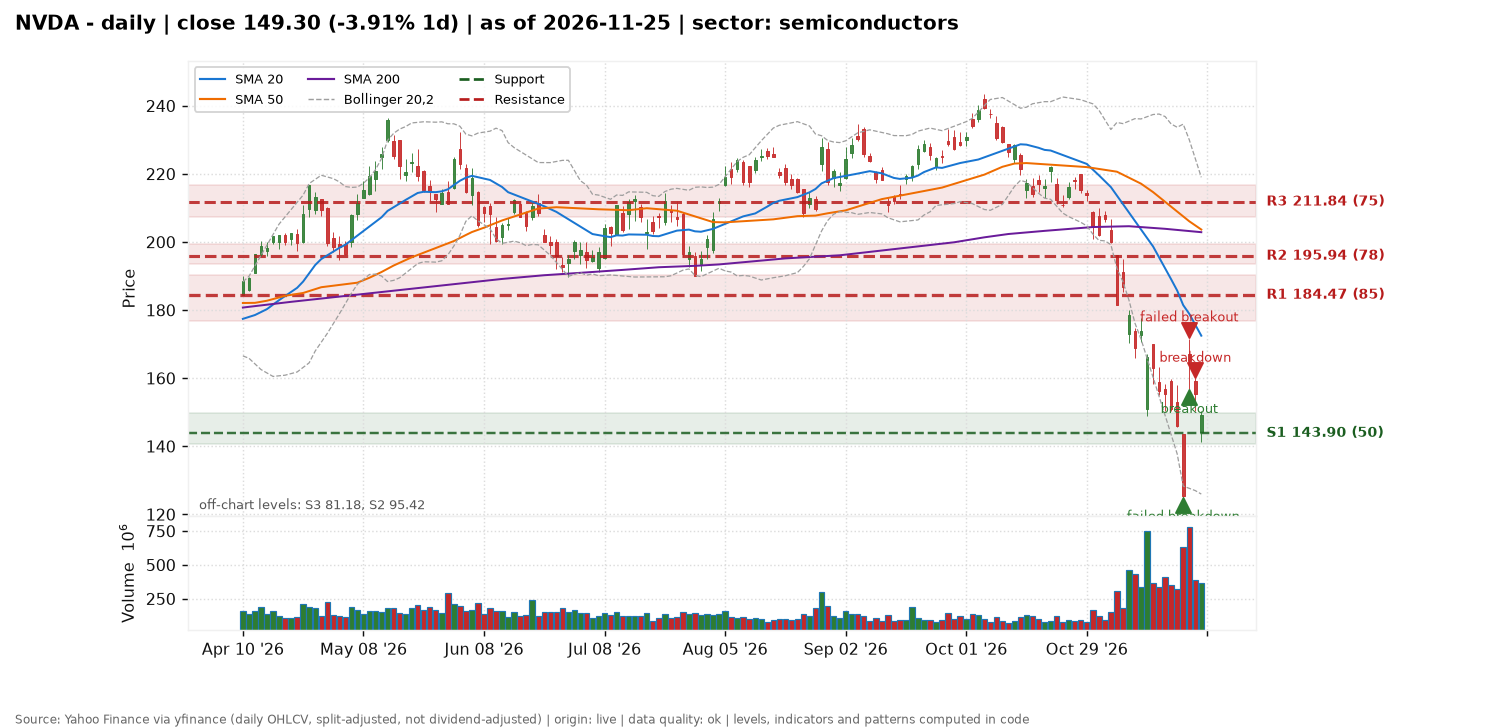 NVDA - daily | close 149.30 (-3.91% 1d) | as of 2026-11-25 | sector: semiconductors
SMA 20
SMA 50
SMA 200
Bollinger 20,2
Support
Resistance
Price
240
220
200
180
160
140
120
R3 211.84 (75)
R2 195.94 (78)
R1 184.47 (85)
S1 143.90 (50)
failed breakout
breakdown
breakout
failed breakdown
off-chart levels: S3 81.18, S2 95.42
Volume 10⁶
750
500
250
Apr 10 '26
May 08 '26
Jun 08 '26
Jul 08 '26
Aug 05 '26
Sep 02 '26
Oct 01 '26
Oct 29 '26
Source: Yahoo Finance via yfinance (daily OHLCV, split-adjusted, not dividend-adjusted) | origin: live | data quality: ok | levels, indicators and patterns computed in code